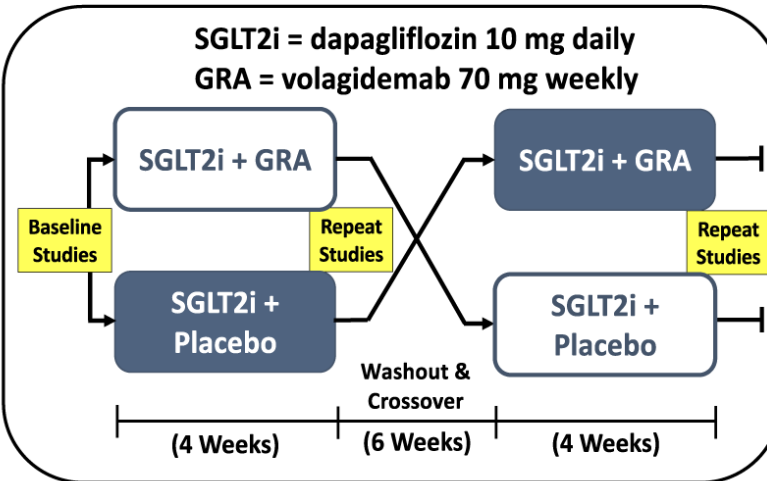 SGLT2i = dapagliflozin 10 mg daily
GRA = volagidemab 70 mg weekly
SGLT2i + GRA
SGLT2i + GRA
Baseline
Studies
Repeat
Studies
Repeat
Studies
SGLT2i +
Placebo
SGLT2i +
Placebo
Washout &
Crossover
(4 Weeks)
(6 Weeks)
(4 Weeks)